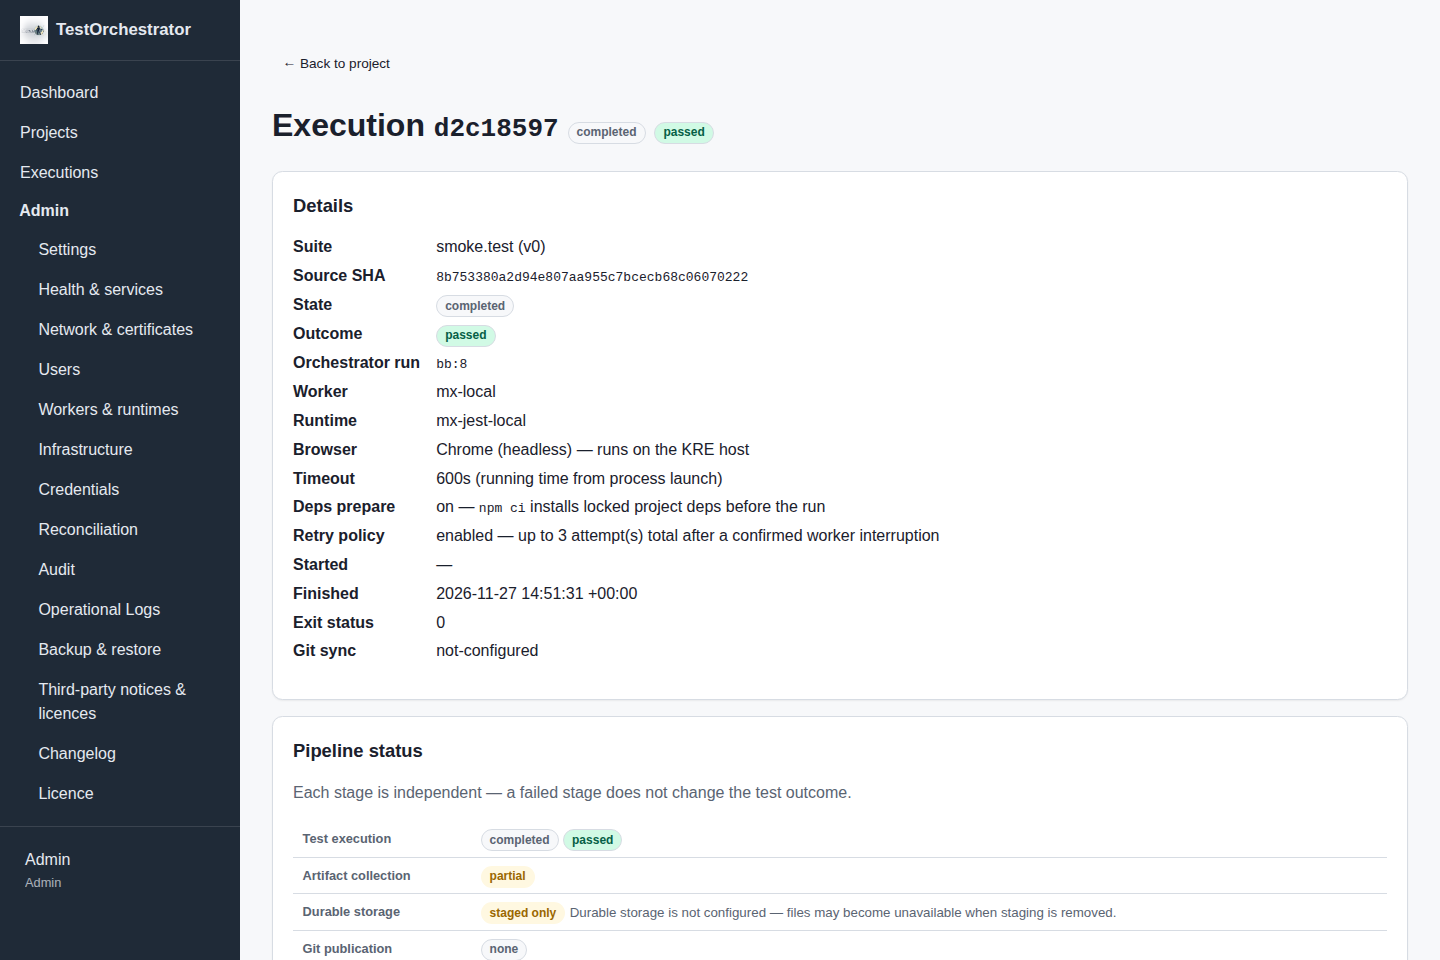 TestOrchestrator
Dashboard
Projects
Executions
Admin
Settings
Health & services
Network & certificates
Users
Workers & runtimes
Infrastructure
Credentials
Reconciliation
Audit
Operational Logs
Backup & restore
Third-party notices &
licences
Changelog
Licence
Admin
Admin
← Back to project
Execution d2c18597 completed passed
Details
Suite smoke.test (v0)
Source SHA 8b753380a2d94e807aa955c7bcecb68c06070222
State completed
Outcome passed
Orchestrator run bb:8
Worker mx-local
Runtime mx-jest-local
Browser Chrome (headless) — runs on the KRE host
Timeout 600s (running time from process launch)
Deps prepare on — npm ci installs locked project deps before the run
Retry policy enabled — up to 3 attempt(s) total after a confirmed worker interruption
Started —
Finished 2026-11-27 14:51:31 +00:00
Exit status 0
Git sync not-configured
Pipeline status
Each stage is independent — a failed stage does not change the test outcome.
Test execution completed passed
Artifact collection partial
Durable storage staged only Durable storage is not configured — files may become unavailable when staging is removed.
Git publication none